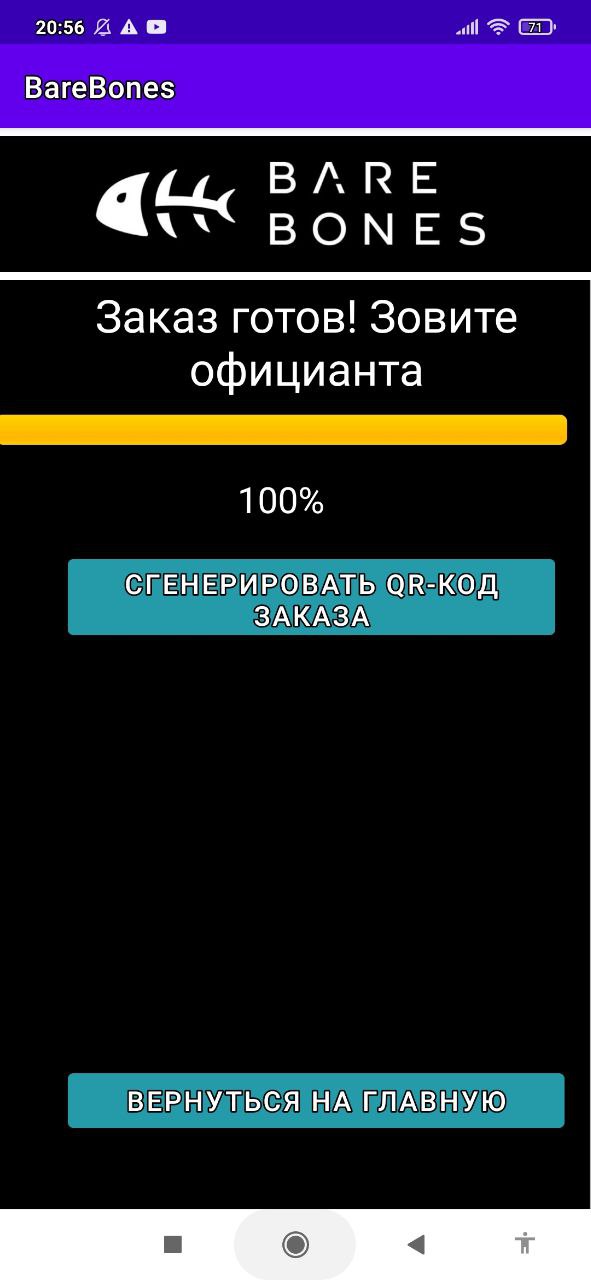 20:56
71
BareBones
BARE
BONES
Заказ готов! Зовите
официанта
100%
СГЕНЕРИРОВАТЬ QR-КОД
ЗАКАЗА
ВЕРНУТЬСЯ НА ГЛАВНУЮ